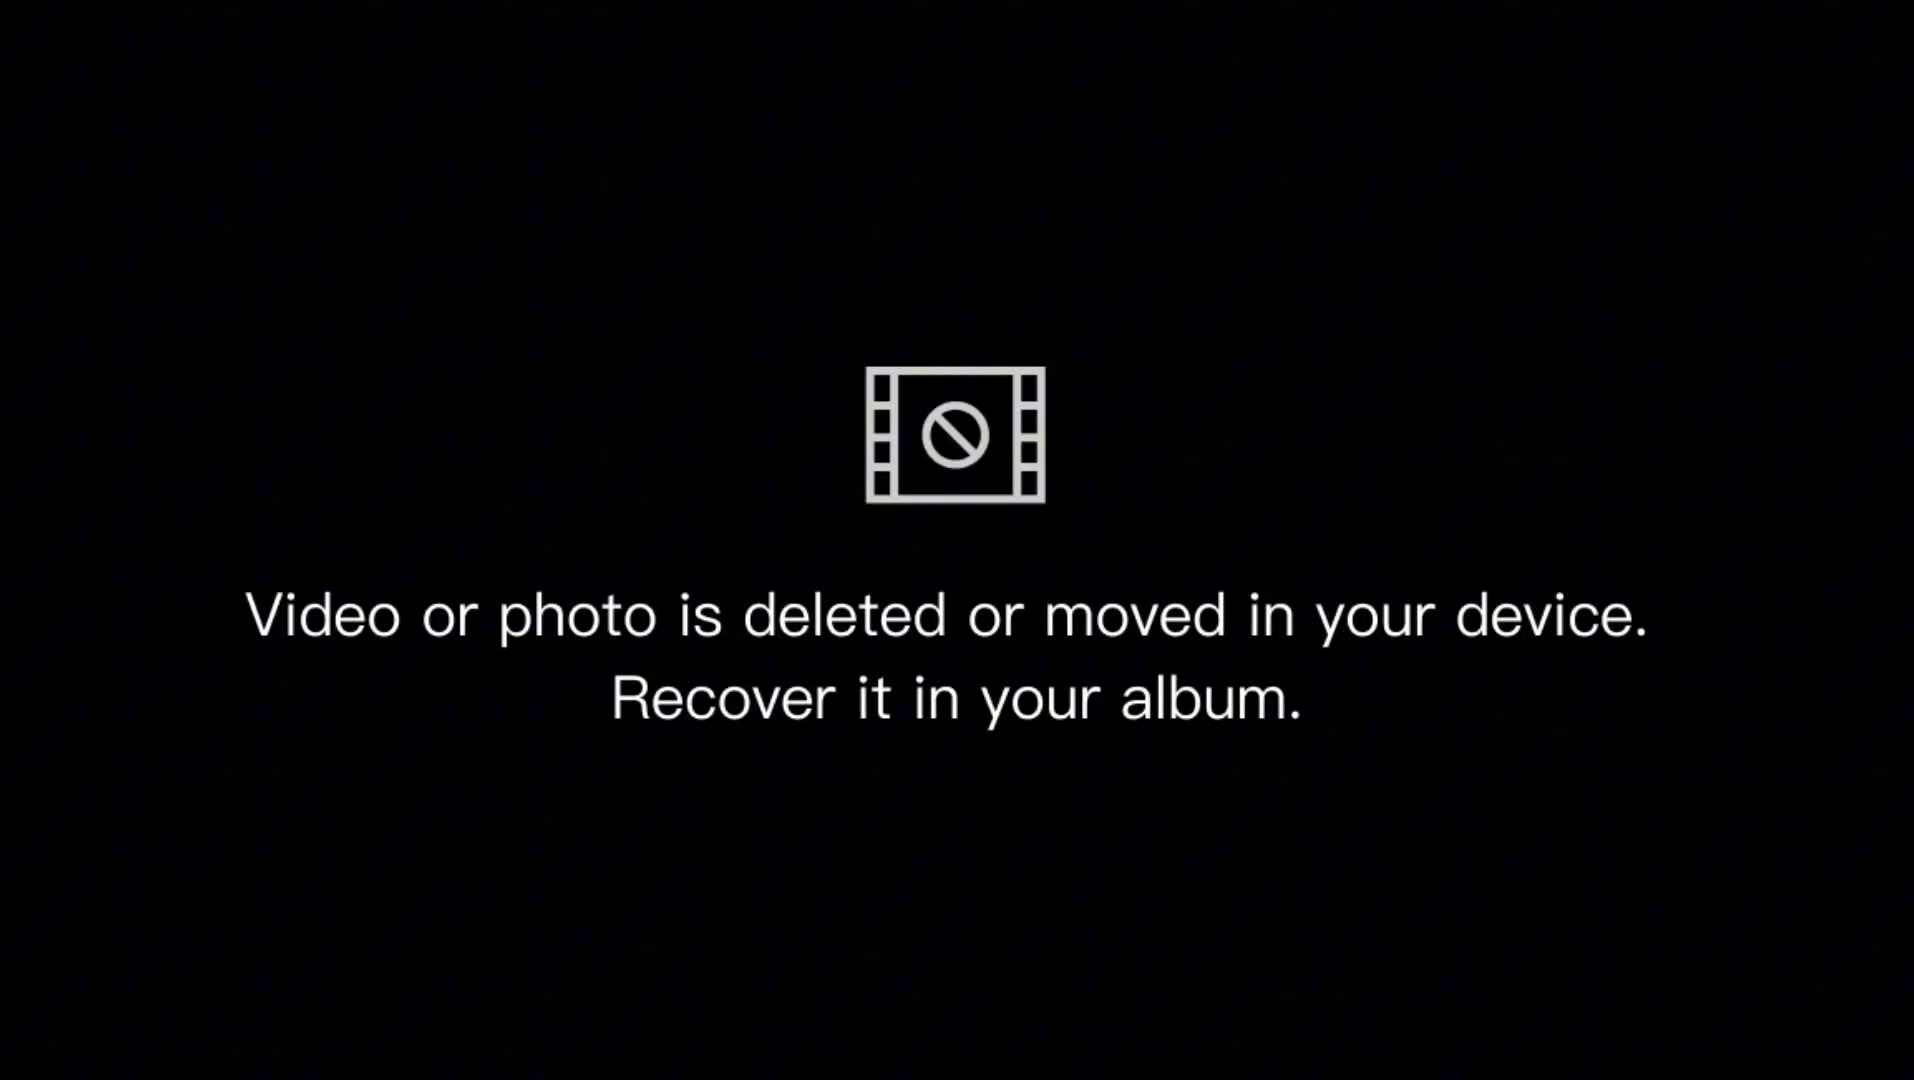 Video or photo is deleted or moved in your device.
Recover it in your album.